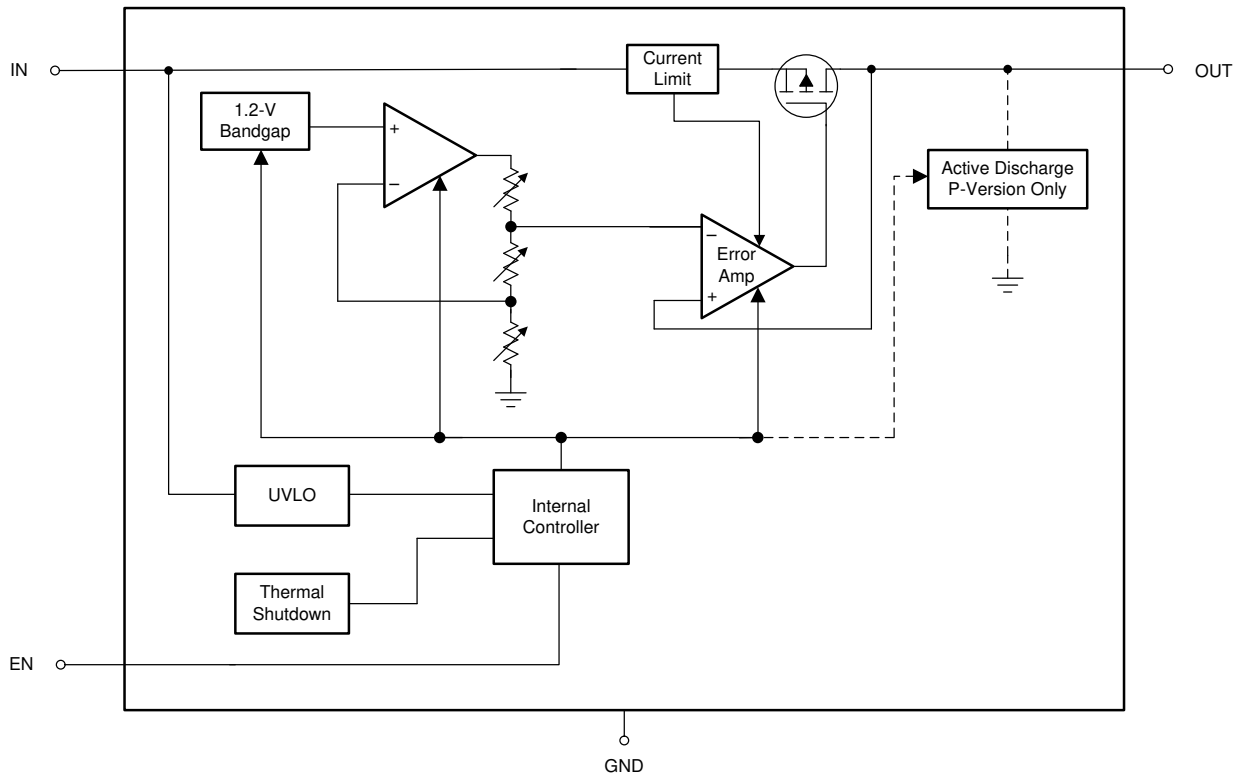 IN
Current
Limit
OUT
1.2-V
Bandgap
+
–
Active Discharge
P-Version Only
–
Error
Amp
+
UVLO
Internal
Controller
Thermal
Shutdown
EN
GND